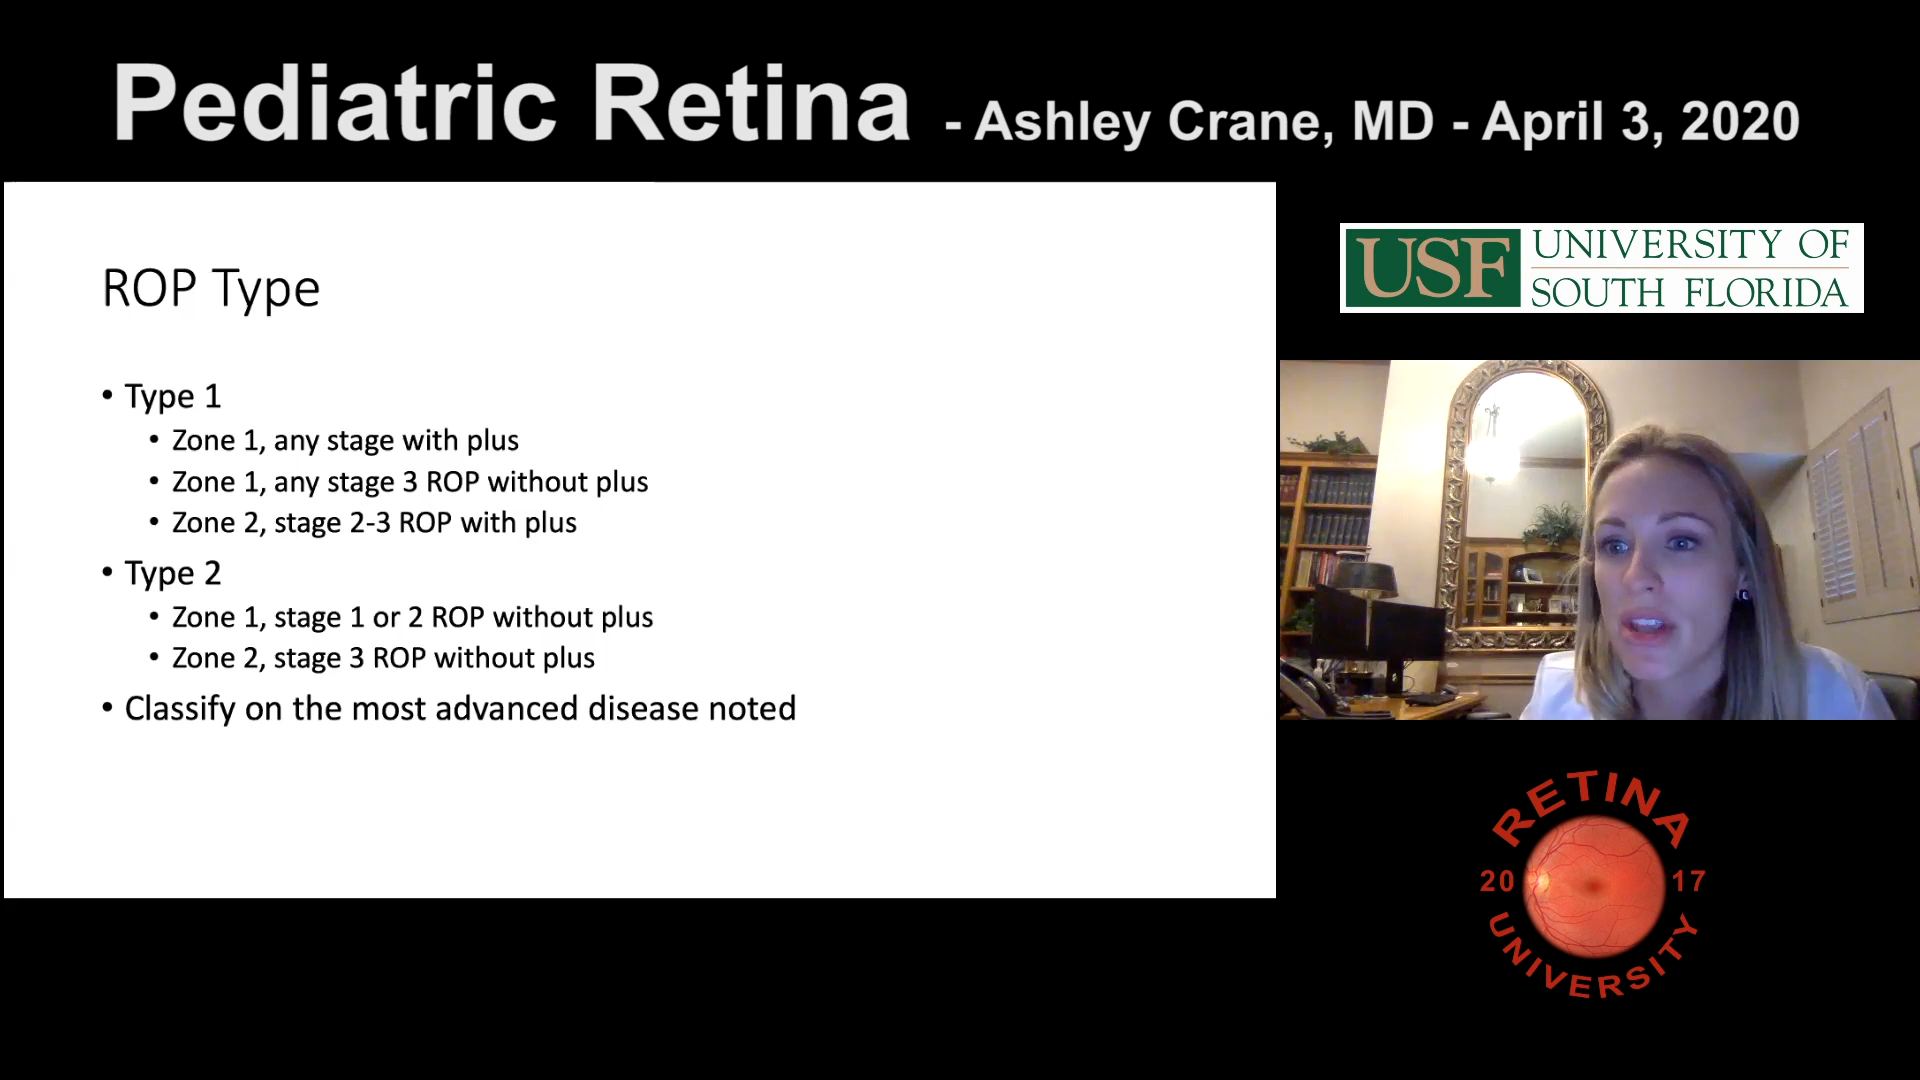 Pediatric Retina - Ashley Crane, MD - April 3, 2020
ROP Type
• Type 1
• Zone 1, any stage with plus
• Zone 1, any stage 3 ROP without plus
• Zone 2, stage 2-3 ROP with plus
• Type 2
• Zone 1, stage 1 or 2 ROP without plus
• Zone 2, stage 3 ROP without plus
• Classify on the most advanced disease noted
USF
UNIVERSITY OF
SOUTH FLORIDA
RETINA
20 17
UNIVERSITY